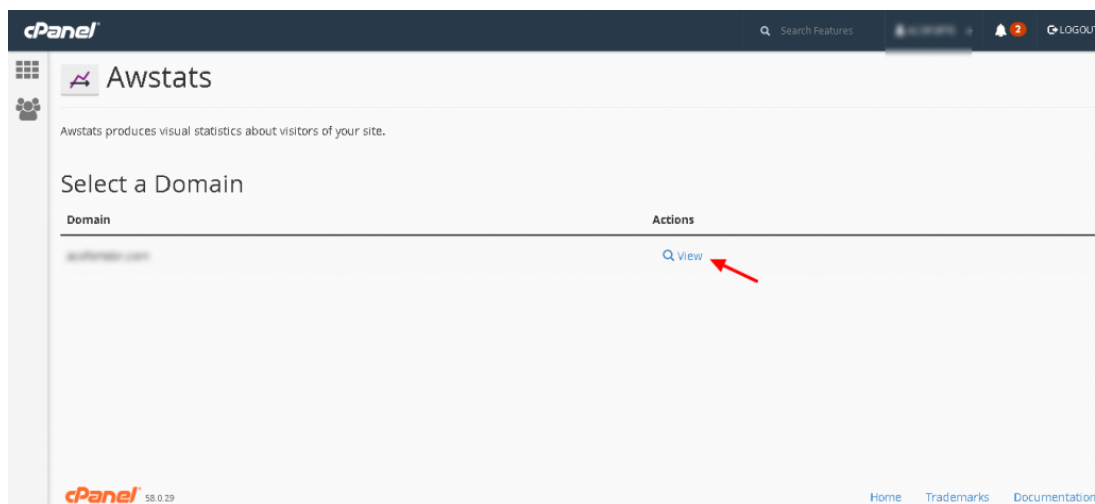 cPanel
Search Features
2
LOGOUT
Awstats
Awstats produces visual statistics about visitors of your site.
Select a Domain
Domain Actions
View
cPanel 58.0.29 Home Trademarks Documentation